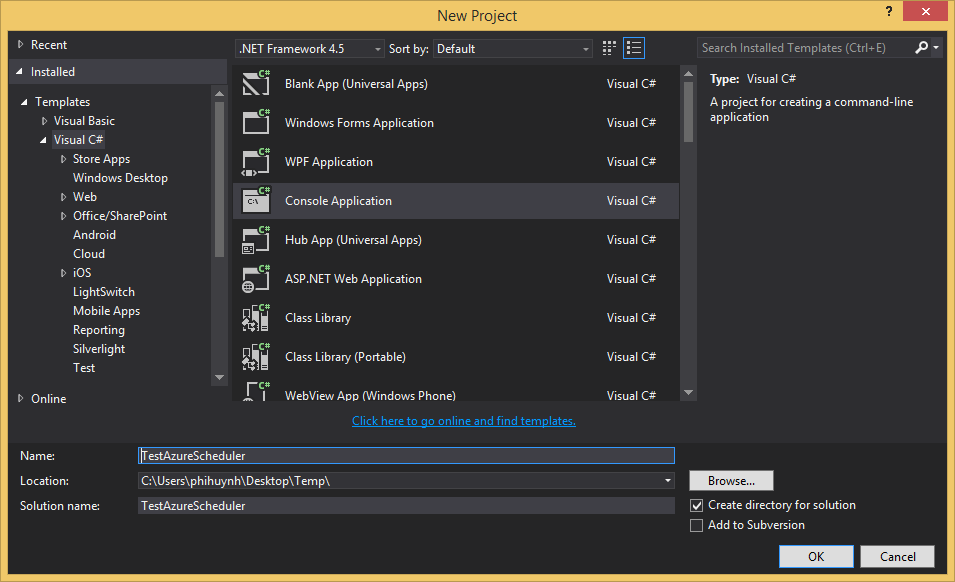 New Project
?
Recent
Installed
Templates
Visual Basic
Visual C#
Store Apps
Windows Desktop
Web
Office/SharePoint
Android
Cloud
iOS
LightSwitch
Mobile Apps
Reporting
Silverlight
Test
Online
.NET Framework 4.5
Sort by: Default
C# Blank App (Universal Apps) Visual C#
C# Windows Forms Application Visual C#
C# WPF Application Visual C#
C# C:\ Console Application Visual C#
C# Hub App (Universal Apps) Visual C#
C# ASP.NET Web Application Visual C#
C# Class Library Visual C#
C# Class Library (Portable) Visual C#
C# WebView App (Windows Phone) Visual C#
Click here to go online and find templates.
Search Installed Templates (Ctrl+E)
Type: Visual C#
A project for creating a command-line
application
Name: TestAzureScheduler
Location: C:\Users\phihuynh\Desktop\Temp\
Browse...
Solution name: TestAzureScheduler
Create directory for solution
Add to Subversion
OK
Cancel